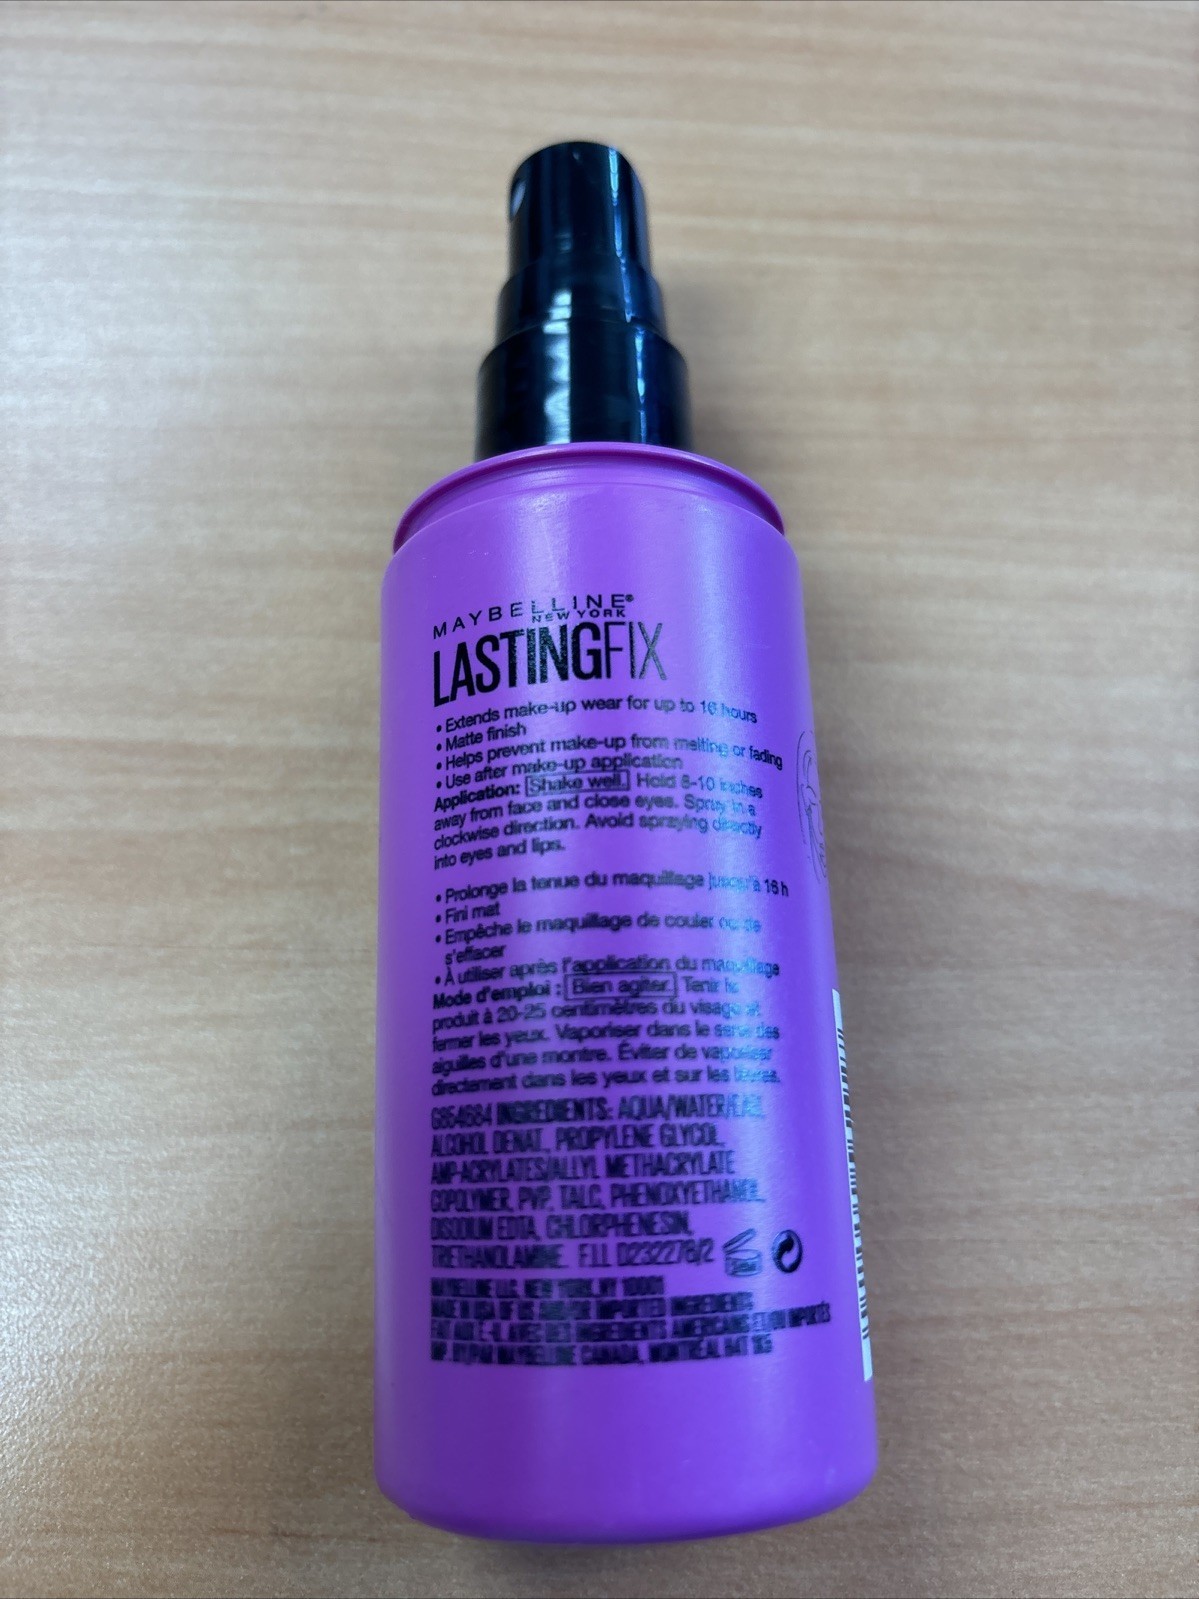 MAYBELLINE®
NEW YORK
LASTINGFIX
• Extends make-up wear for up to 16 hours
• Matte finish
• Helps prevent make-up from melting or fading
• Use after make-up application
Application: Shake well. Hold 8-10 inches
away from face and close eyes. Spray in a
clockwise direction. Avoid spraying directly
into eyes and lips.
• Prolonge la tenue du maquillage jusqu'à 16 h
• Fini mat
• Empêche le maquillage de couler ou de
s'effacer
• À utiliser après l'application du maquillage
Mode d'emploi : Bien agiter. Tenir le
produit à 20-25 centimètres du visage et
fermer les yeux. Vaporiser dans le sens des
aiguilles d'une montre. Éviter de vaporiser
directement dans les yeux et sur les lèvres.
G854684 INGREDIENTS: AQUA/WATER/EAU,
ALCOHOL DENAT., PROPYLENE GLYCOL,
AMP-ACRYLATES/ALLYL METHACRYLATE
COPOLYMER, PVP, TALC, PHENOXYETHANOL,
DISODIUM EDTA, CHLORPHENESIN,
TRIETHANOLAMINE. F.I.L. D232278/2
MAYBELLINE LLC, NEW YORK, NY 10001
MADE IN USA OF US AND/OR IMPORTED INGREDIENTS
FAB. AUX É.-U. AVEC DES INGRÉDIENTS AMÉRICAINS ET/OU IMPORTÉS
IMP. BY/PAR MAYBELLINE CANADA, MONTRÉAL H4T 1K5